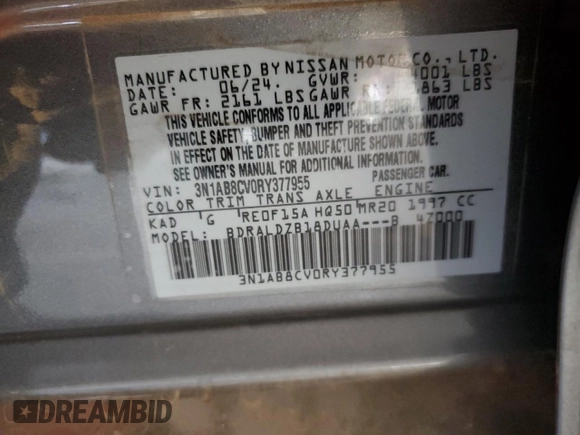 MANUFACTURED BY NISSAN MOTOR CO., LTD.
DATE: 06/24. GVWR: 4001 LBS
GAWR FR: 2161 LBS GAWR 863 LBS
THIS VEHICLE CONFORMS TO ALL APPLICABLE FEDERAL MOTOR
VEHICLE SAFETY, BUMPER AND THEFT PREVENTION STANDARDS
IN EFFECT ON THE DATE OF MANUFACTURE SHOWN ABOVE.
SEE OWNER'S MANUAL FOR ADDITIONAL INFORMATION.
VIN: 3N1AB8CV0RY377955 PASSENGER CAR.
COLOR TRIM TRANS AXLE ENGINE
KAD G RE0F15A HQ50 MR20 1997 CC
MODEL: BDRALDZB18DUAA---B 47000
3N1AB8CV0RY377955
DREAMBID